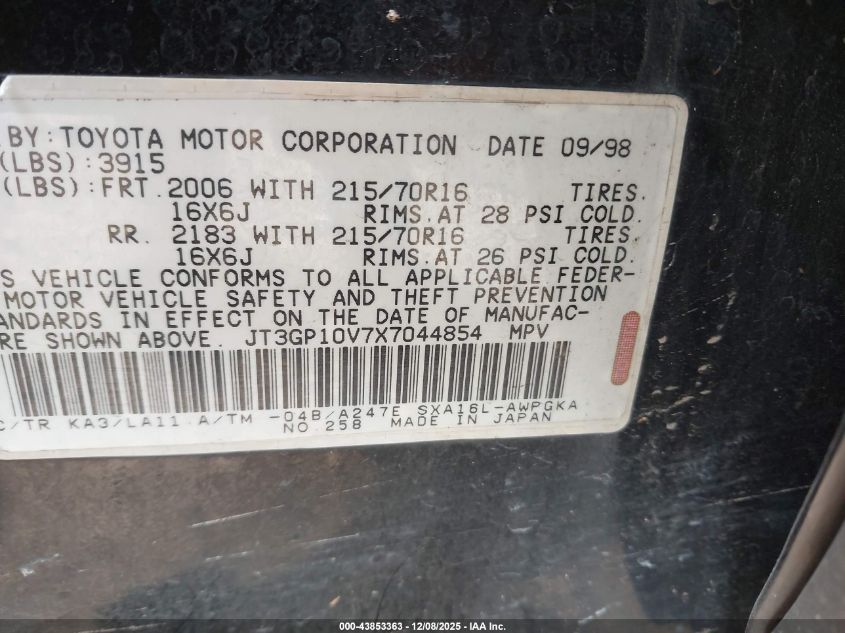 BY: TOYOTA MOTOR CORPORATION DATE 09/98
(LBS): 3915
(LBS): FRT. 2006 WITH 215/70R16 TIRES.
16X6J RIMS. AT 28 PSI COLD.
RR. 2183 WITH 215/70R16 TIRES.
16X6J RIMS. AT 26 PSI COLD.
S VEHICLE CONFORMS TO ALL APPLICABLE FEDER-
MOTOR VEHICLE SAFETY AND THEFT PREVENTION
ANDARDS IN EFFECT ON THE DATE OF MANUFAC-
RE SHOWN ABOVE. JT3GP10V7X7044854 MPV
C/TR KA3/LA11 A/TM -04B/A247E SXA16L-AWPGKA
NO.258 MADE IN JAPAN
000-43853363 | 12/08/2025 - IAA Inc.